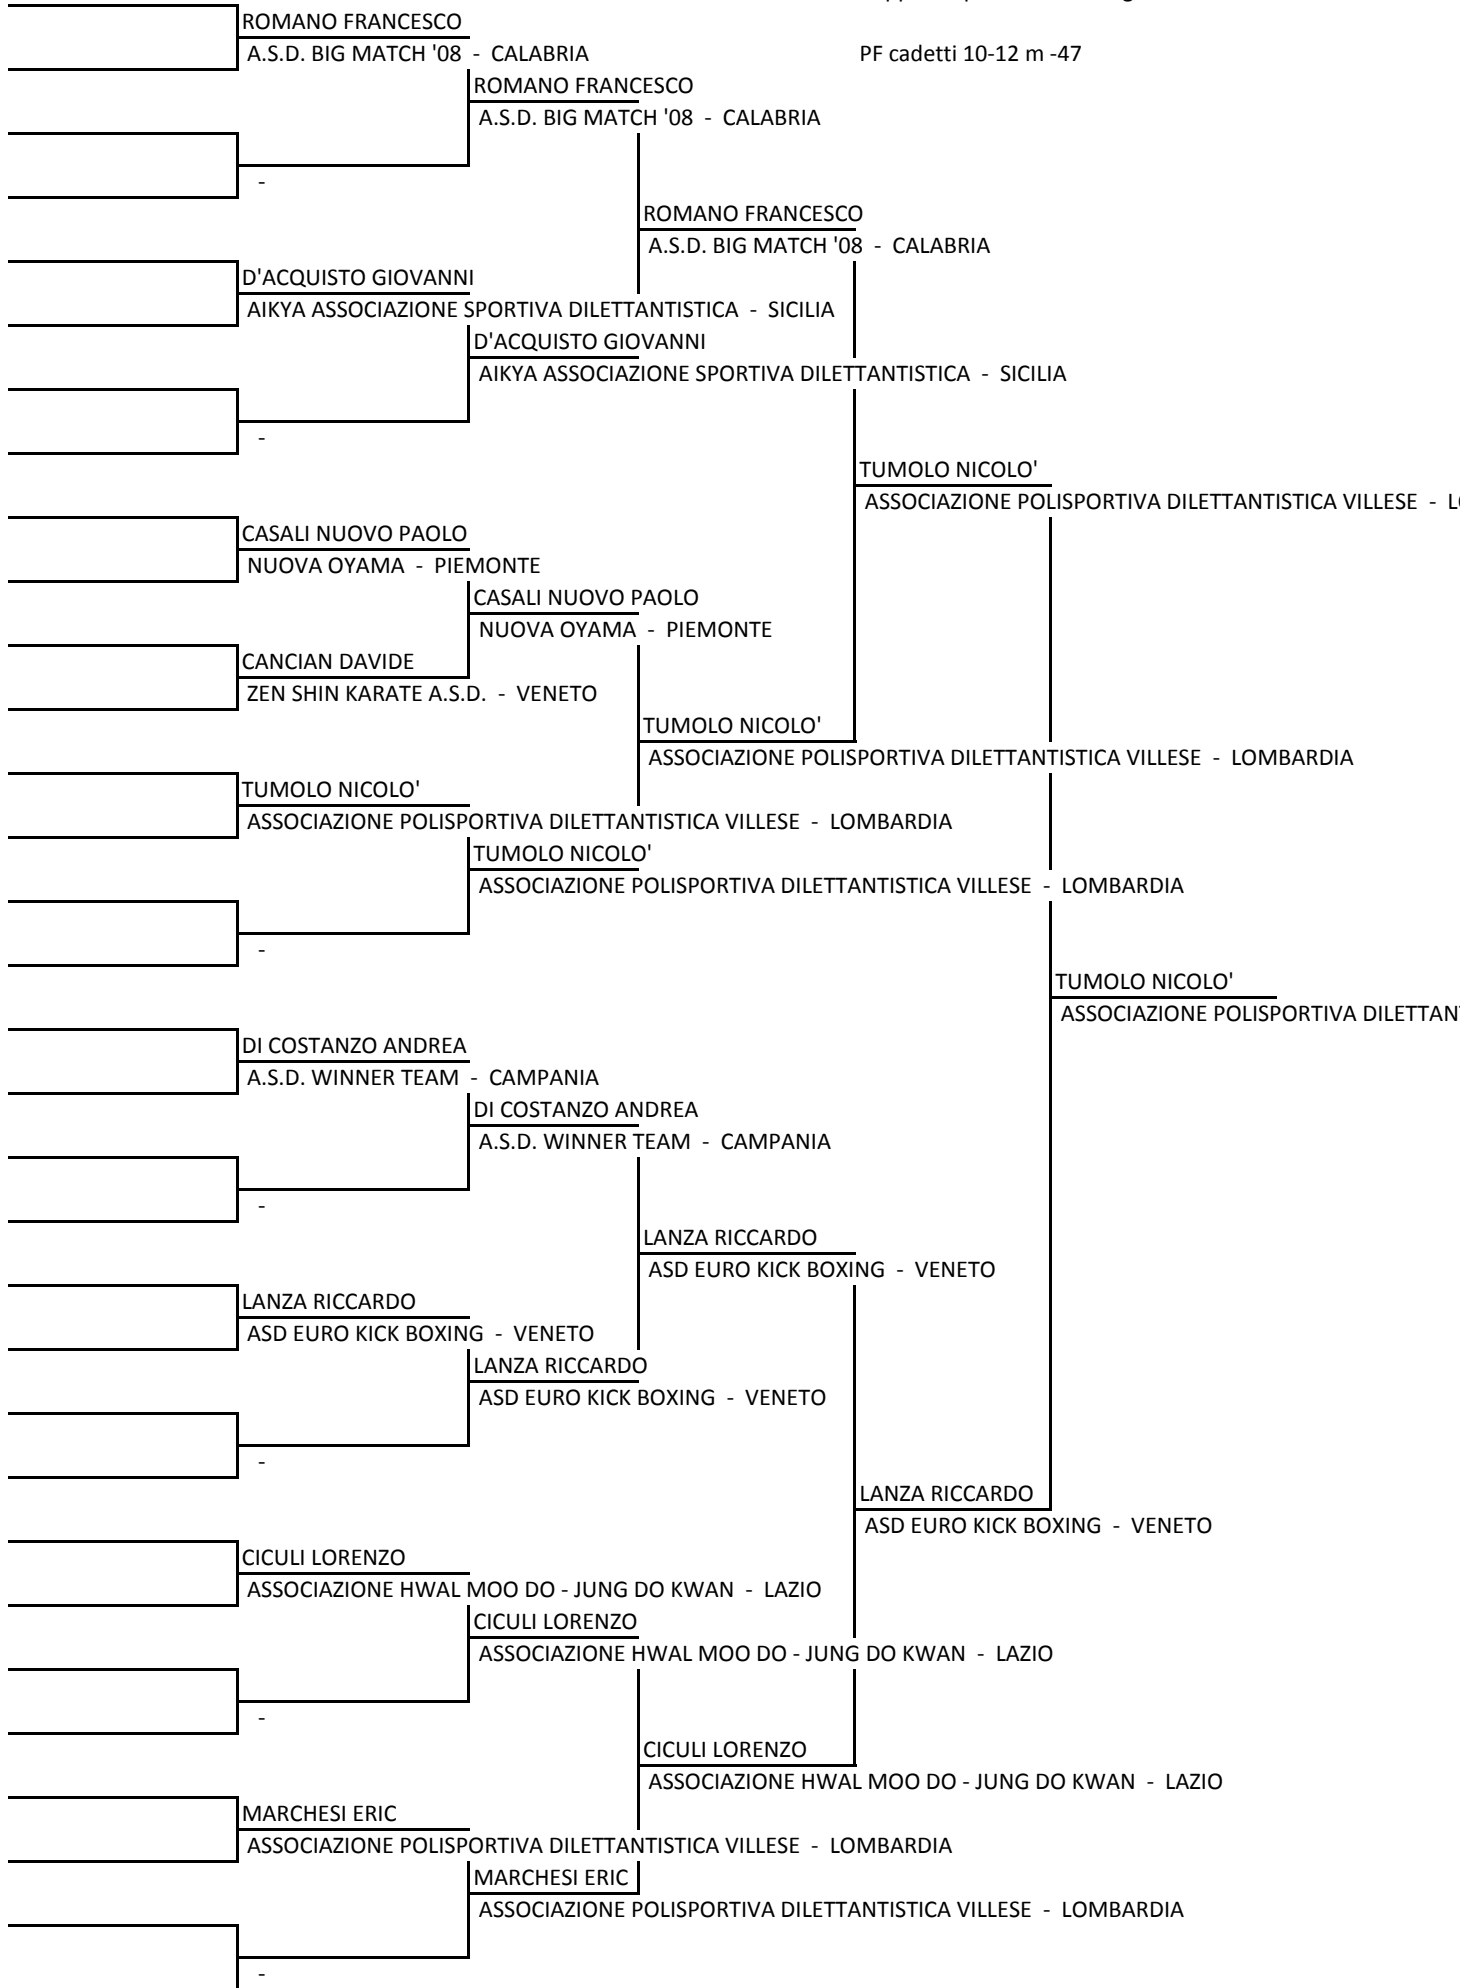 ROMANO FRANCESCO
A.S.D. BIG MATCH '08 - CALABRIA
PF cadetti 10-12 m -47
ROMANO FRANCESCO
A.S.D. BIG MATCH '08 - CALABRIA
-
ROMANO FRANCESCO
A.S.D. BIG MATCH '08 - CALABRIA
D'ACQUISTO GIOVANNI
AIKYA ASSOCIAZIONE SPORTIVA DILETTANTISTICA - SICILIA
D'ACQUISTO GIOVANNI
AIKYA ASSOCIAZIONE SPORTIVA DILETTANTISTICA - SICILIA
-
TUMOLO NICOLO'
ASSOCIAZIONE POLISPORTIVA DILETTANTISTICA VILLESE - L
CASALI NUOVO PAOLO
NUOVA OYAMA - PIEMONTE
CASALI NUOVO PAOLO
NUOVA OYAMA - PIEMONTE
CANCIAN DAVIDE
ZEN SHIN KARATE A.S.D. - VENETO
TUMOLO NICOLO'
ASSOCIAZIONE POLISPORTIVA DILETTANTISTICA VILLESE - LOMBARDIA
TUMOLO NICOLO'
ASSOCIAZIONE POLISPORTIVA DILETTANTISTICA VILLESE - LOMBARDIA
TUMOLO NICOLO'
ASSOCIAZIONE POLISPORTIVA DILETTANTISTICA VILLESE - LOMBARDIA
-
TUMOLO NICOLO'
ASSOCIAZIONE POLISPORTIVA DILETTAN
DI COSTANZO ANDREA
A.S.D. WINNER TEAM - CAMPANIA
DI COSTANZO ANDREA
A.S.D. WINNER TEAM - CAMPANIA
-
LANZA RICCARDO
ASD EURO KICK BOXING - VENETO
LANZA RICCARDO
ASD EURO KICK BOXING - VENETO
LANZA RICCARDO
ASD EURO KICK BOXING - VENETO
-
LANZA RICCARDO
ASD EURO KICK BOXING - VENETO
CICULI LORENZO
ASSOCIAZIONE HWAL MOO DO - JUNG DO KWAN - LAZIO
CICULI LORENZO
ASSOCIAZIONE HWAL MOO DO - JUNG DO KWAN - LAZIO
-
CICULI LORENZO
ASSOCIAZIONE HWAL MOO DO - JUNG DO KWAN - LAZIO
MARCHESI ERIC
ASSOCIAZIONE POLISPORTIVA DILETTANTISTICA VILLESE - LOMBARDIA
MARCHESI ERIC
ASSOCIAZIONE POLISPORTIVA DILETTANTISTICA VILLESE - LOMBARDIA
-